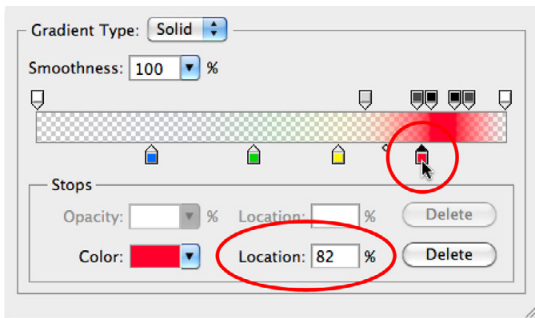 Gradient Type: Solid
Smoothness: 100 %
Stops
Opacity: % Location: % Delete
Color: Location: 82 % Delete